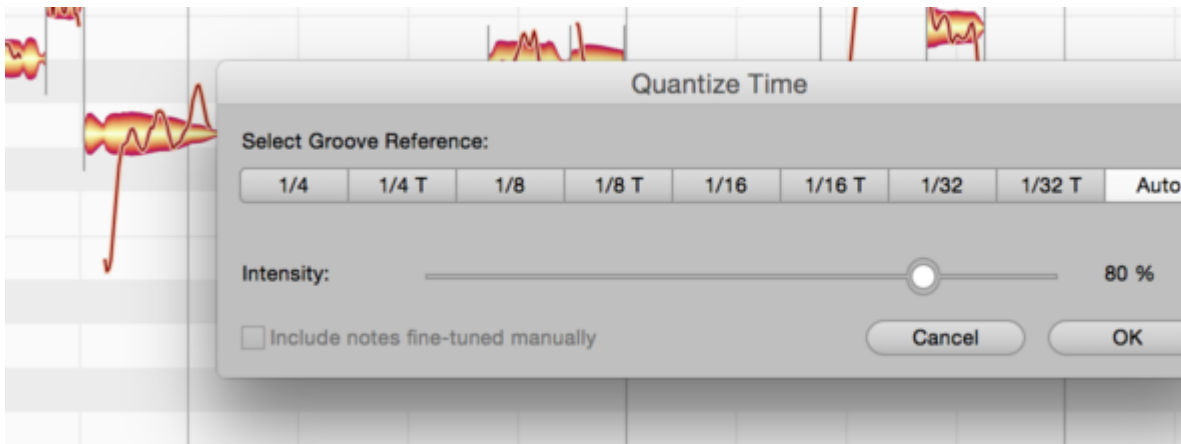 Quantize Time
Select Groove Reference:
1/4 1/4 T 1/8 1/8 T 1/16 1/16 T 1/32 1/32 T Auto
Intensity: 80 %
Include notes fine-tuned manually Cancel OK